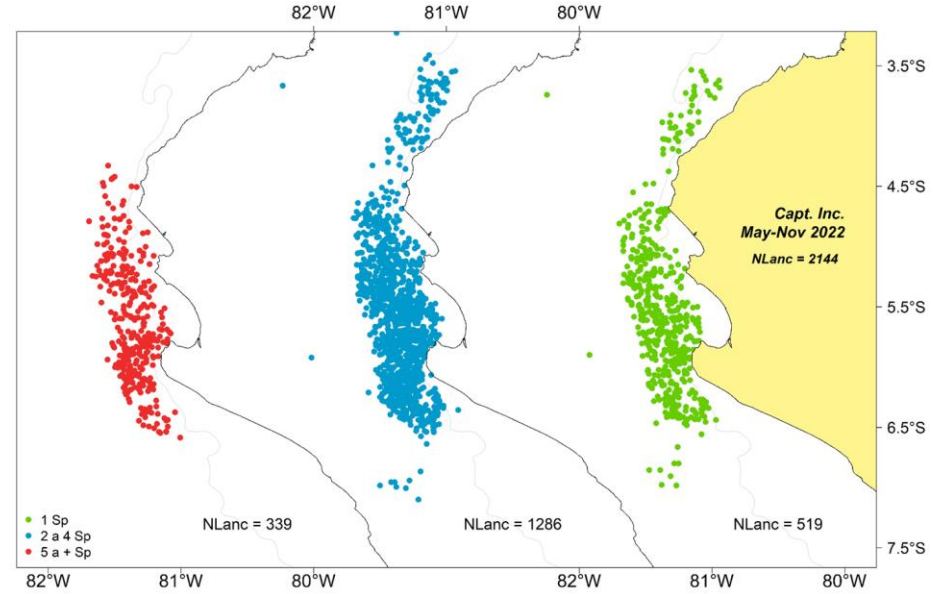 82°W 81°W 80°W
3.5°S
4.5°S
Capt. Inc.
May-Nov 2022
NLanc = 2144
5.5°S
6.5°S
1 Sp
2 a 4 Sp
5 a + Sp
NLanc = 339
NLanc = 1286
NLanc = 519
7.5°S
82°W 81°W 80°W 82°W 81°W 80°W